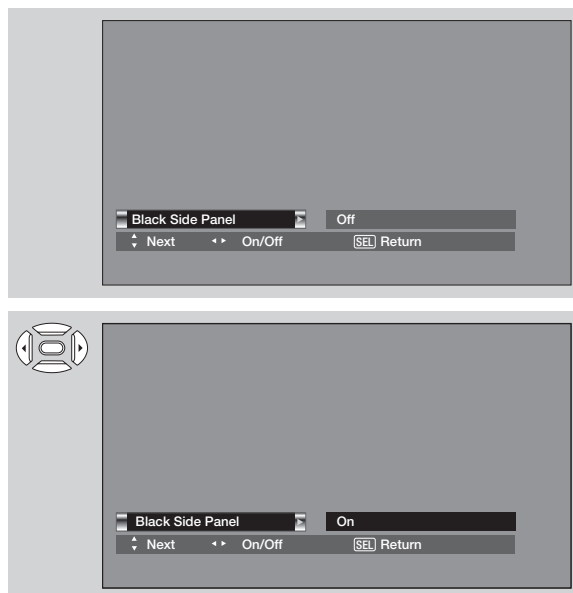 Black Side Panel Off
Next On/Off SEL Return
Black Side Panel On
Next On/Off SEL Return